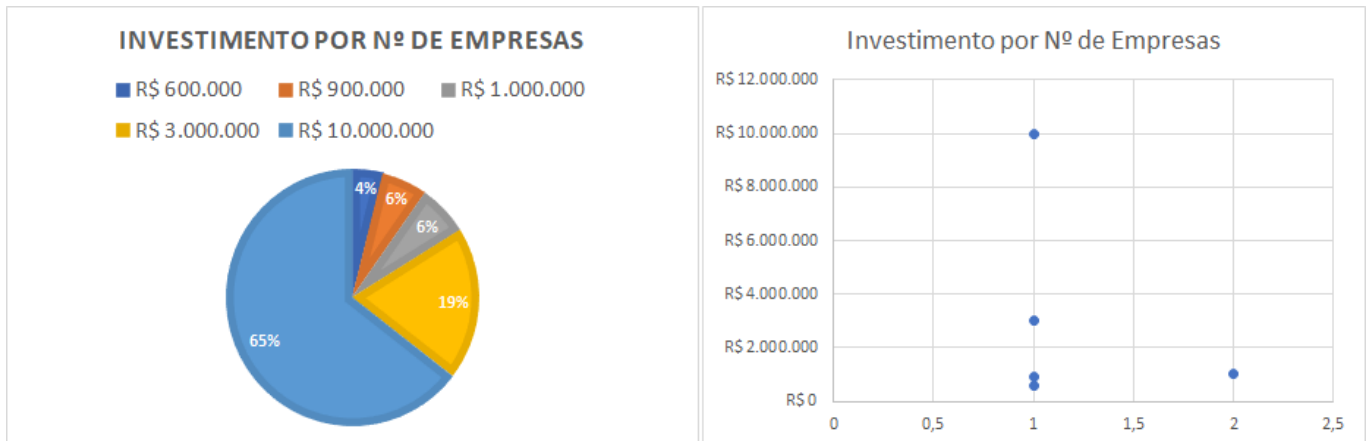 INVESTIMENTO POR Nº DE EMPRESAS
R$ 600.000 R$ 900.000 R$ 1.000.000
R$ 3.000.000 R$ 10.000.000
4%
6%
6%
19%
65%
Investimento por Nº de Empresas
R$ 12.000.000
R$ 10.000.000
R$ 8.000.000
R$ 6.000.000
R$ 4.000.000
R$ 2.000.000
R$ 0
0 0,5 1 1,5 2 2,5